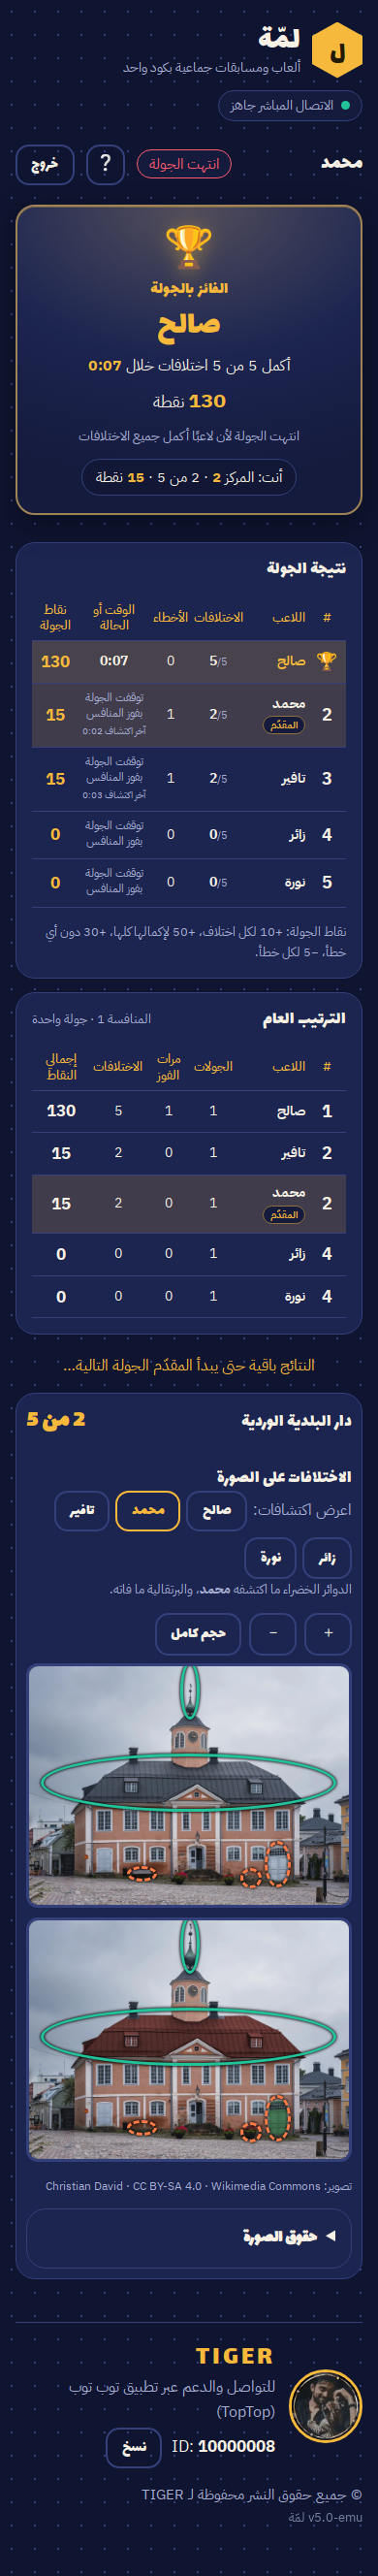 ل
لمّة
ألعاب ومسابقات جماعية بكود واحد
الاتصال المباشر جاهز
محمد
انتهت الجولة
?
خروج
الفائز بالجولة
صالح
أكمل 5 من 5 اختلافات خلال 0:07
130 نقطة
انتهت الجولة لأن لاعبًا أكمل جميع الاختلافات
أنت: المركز 2 · 2 من 5 · 15 نقطة
نتيجة الجولة
# اللاعب الاختلافات الأخطاء الوقت أو الحالة نقاط الجولة
صالح 5/5 0 0:07 130
2 محمد المقدّم 2/5 1 توقفت الجولة بفوز المنافس آخر اكتشاف 0:02 15
3 تافير 2/5 1 توقفت الجولة بفوز المنافس آخر اكتشاف 0:03 15
4 زائر 0/5 0 توقفت الجولة بفوز المنافس 0
5 نورة 0/5 0 توقفت الجولة بفوز المنافس 0
نقاط الجولة: +10 لكل اختلاف، +50 لإكمالها كلها، +30 دون أي
خطأ، −5 لكل خطأ.
الترتيب العام
المنافسة 1 · جولة واحدة
# اللاعب الجولات مرات الفوز الاختلافات إجمالي النقاط
1 صالح 1 1 5 130
2 تافير 1 0 2 15
2 محمد المقدّم 1 0 2 15
4 زائر 1 0 0 0
4 نورة 1 0 0 0
النتائج باقية حتى يبدأ المقدّم الجولة التالية...
دار البلدية الوردية
2 من 5
الاختلافات على الصورة
اعرض اكتشافات: صالح محمد تافير
زائر نورة
الدوائر الخضراء ما اكتشفه محمد، والبرتقالية ما فاته.
+ − حجم كامل
تصوير: Christian David · CC BY-SA 4.0 · Wikimedia Commons
حقوق الصورة
TIGER
للتواصل والدعم عبر تطبيق توب توب
(TopTop)
ID: 10000008 نسخ
© جميع حقوق النشر محفوظة لـ TIGER
لمّة v5.0-emu